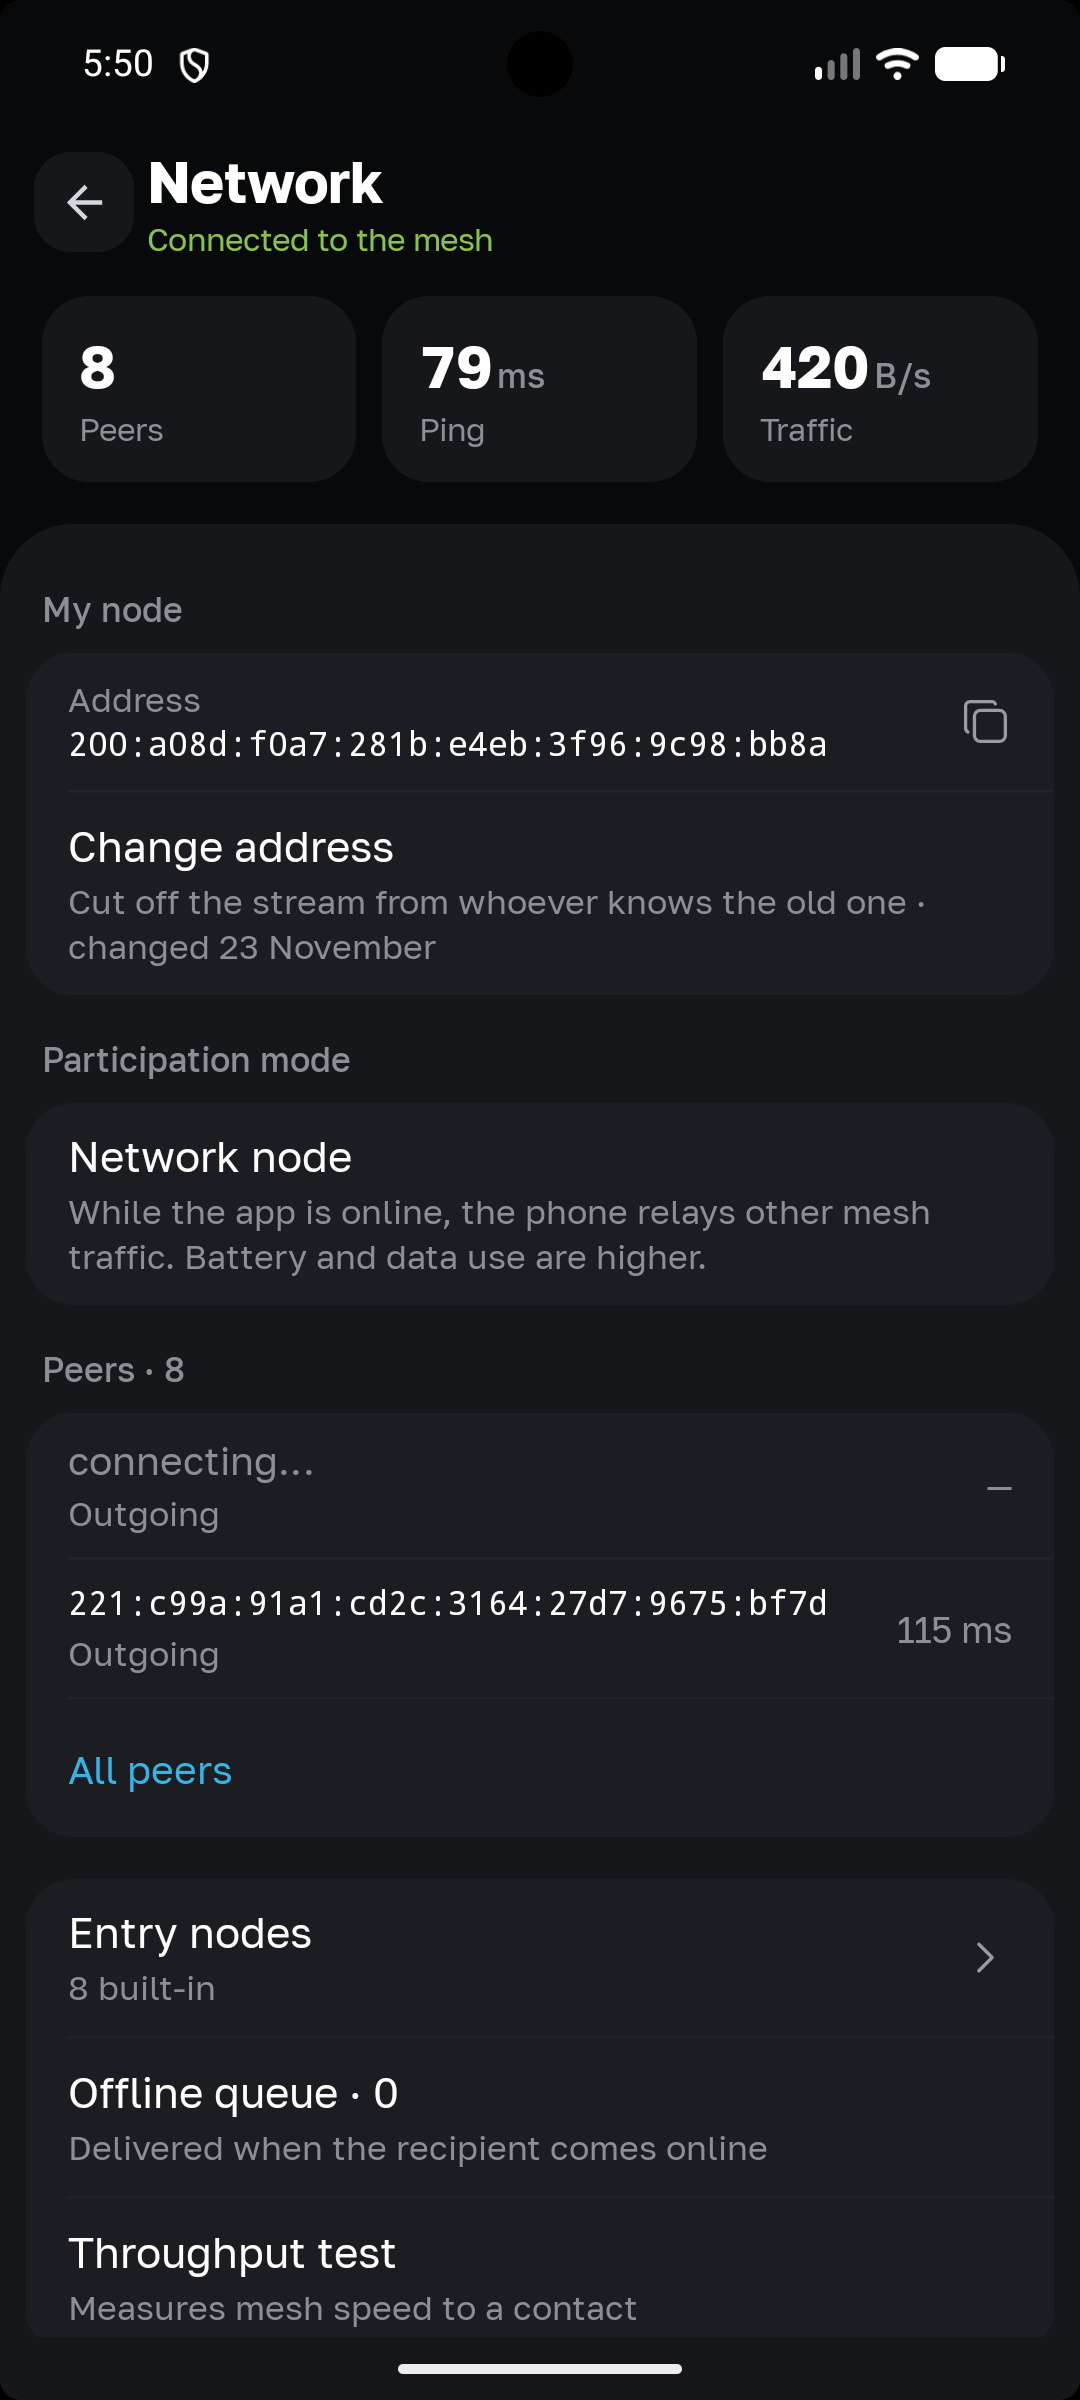 5:50
Network
Connected to the mesh
8
Peers
79 ms
Ping
420 B/s
Traffic
My node
Address
200:a08d:f0a7:281b:e4eb:3f96:9c98:bb8a
Change address
Cut off the stream from whoever knows the old one ·
changed 23 November
Participation mode
Network node
While the app is online, the phone relays other mesh
traffic. Battery and data use are higher.
Peers · 8
connecting...
Outgoing
—
221:c99a:91a1:cd2c:3164:27d7:9675:bf7d
Outgoing
115 ms
All peers
Entry nodes
8 built-in
Offline queue · 0
Delivered when the recipient comes online
Throughput test
Measures mesh speed to a contact